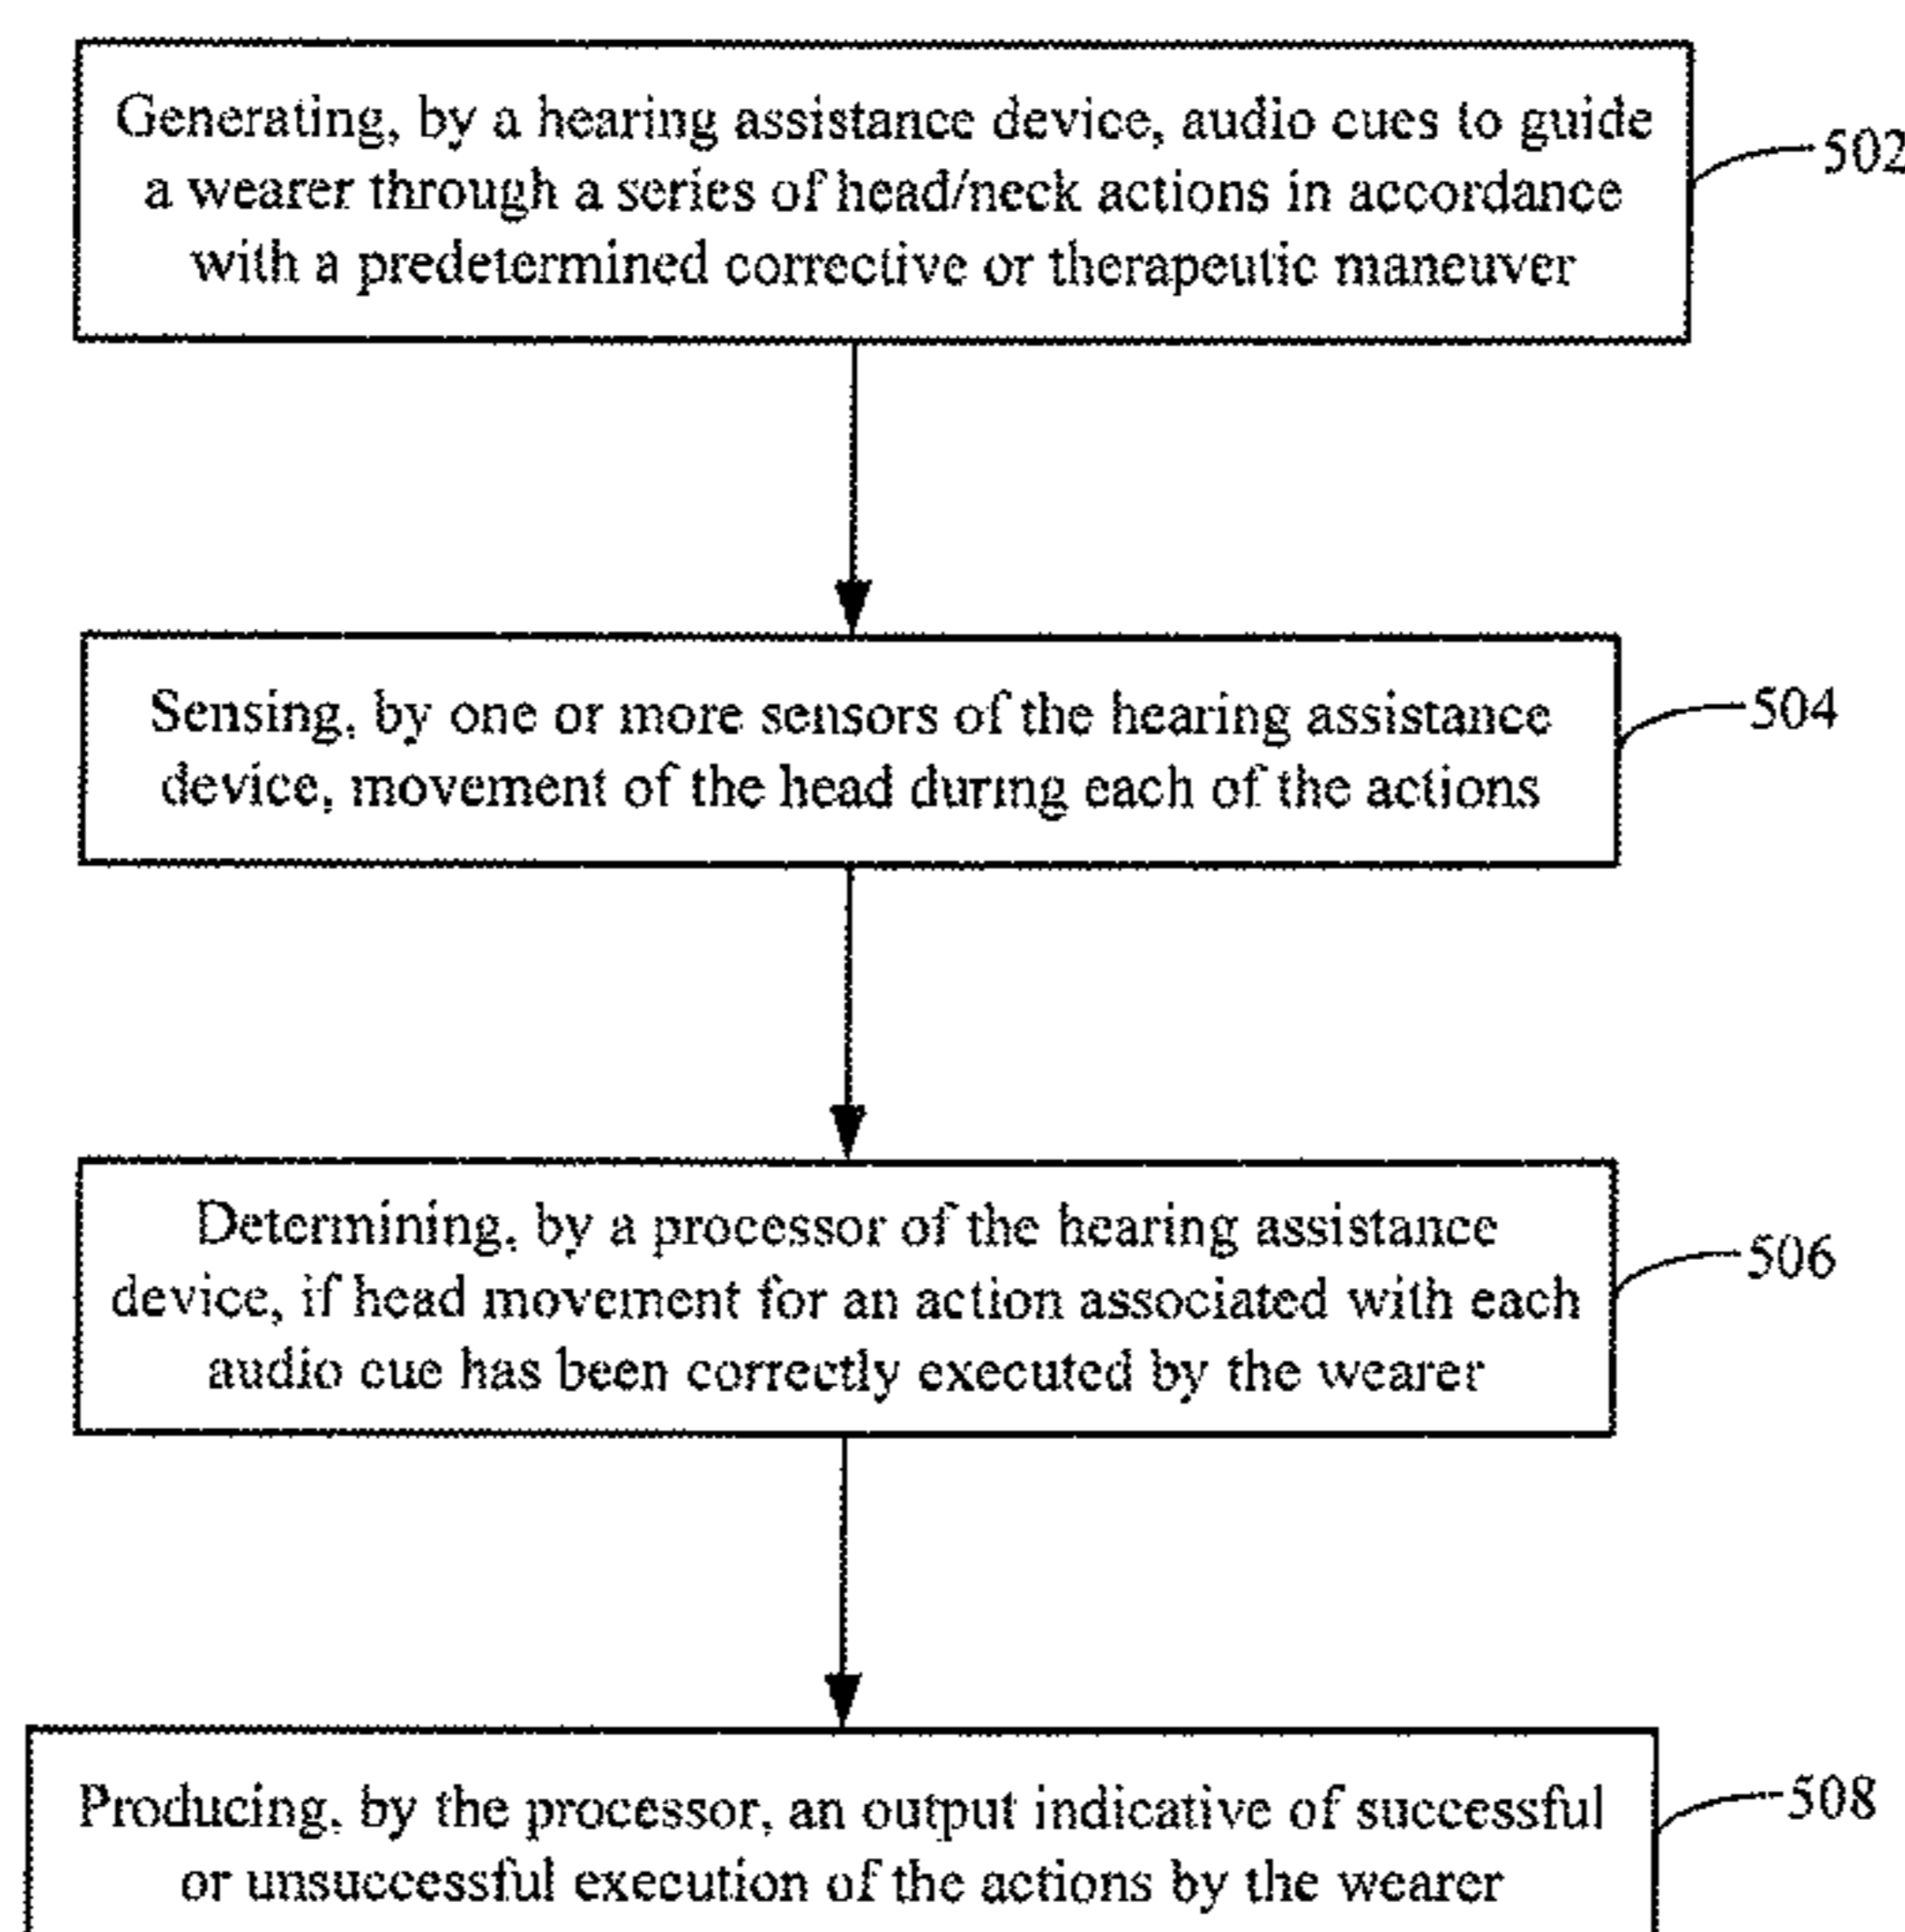 Generating, by a hearing assistance device, audio cues to guide
a wearer through a series of head/neck actions in accordance
with a predetermined corrective or therapeutic maneuver
502
Sensing, by one or more sensors of the hearing assistance
device, movement of the head during each of the actions
504
Determining, by a processor of the hearing assistance
device, if head movement for an action associated with each
audio cue has been correctly executed by the wearer
506
Producing, by the processor, an output indicative of successful
or unsuccessful execution of the actions by the wearer
508